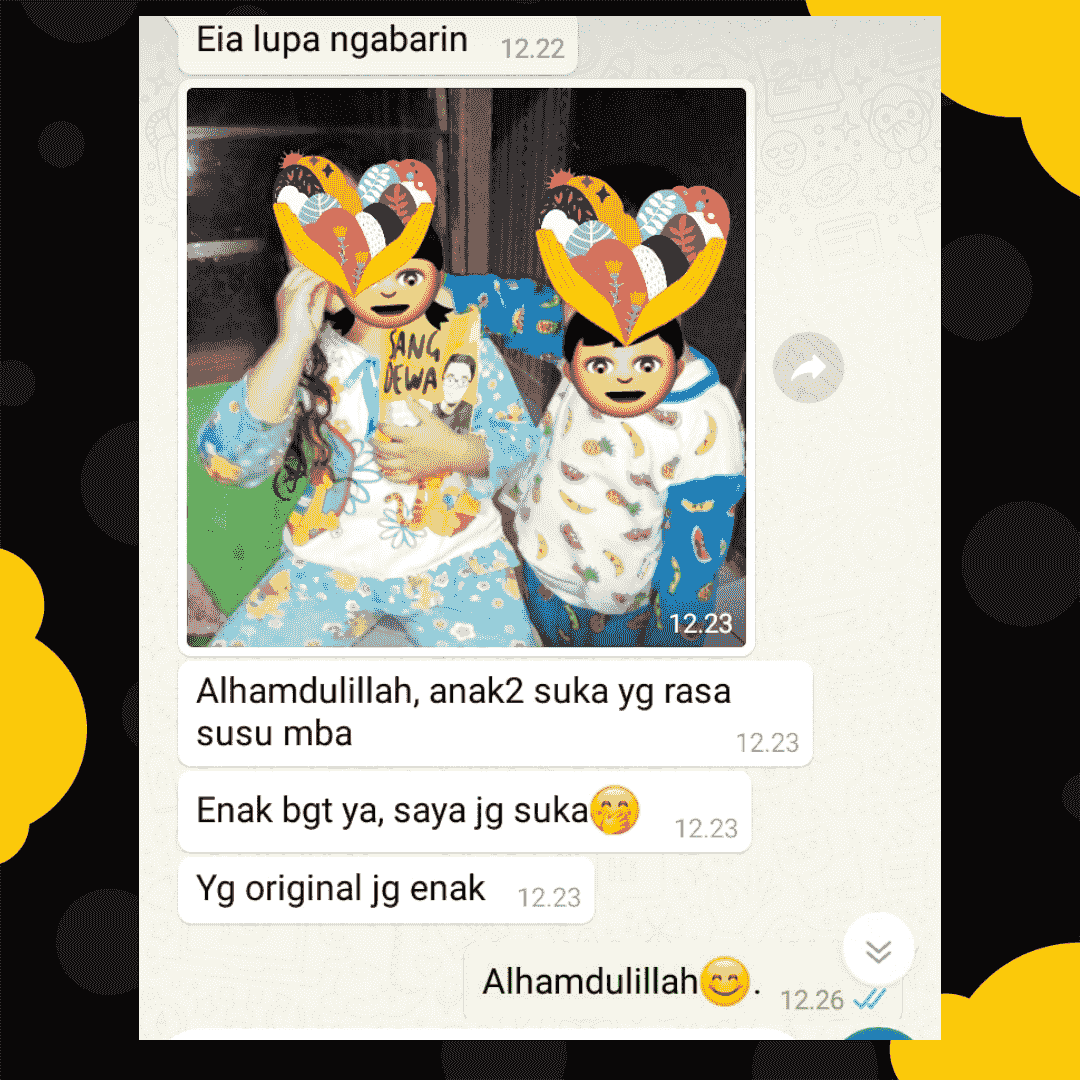 Eia lupa ngabarin 12.22
SANG
DEWA
12.23
Alhamdulillah, anak2 suka yg rasa
susu mba 12.23
Enak bgt ya, saya jg suka🤭 12.23
Yg original jg enak 12.23
Alhamdulillah😊. 12.26